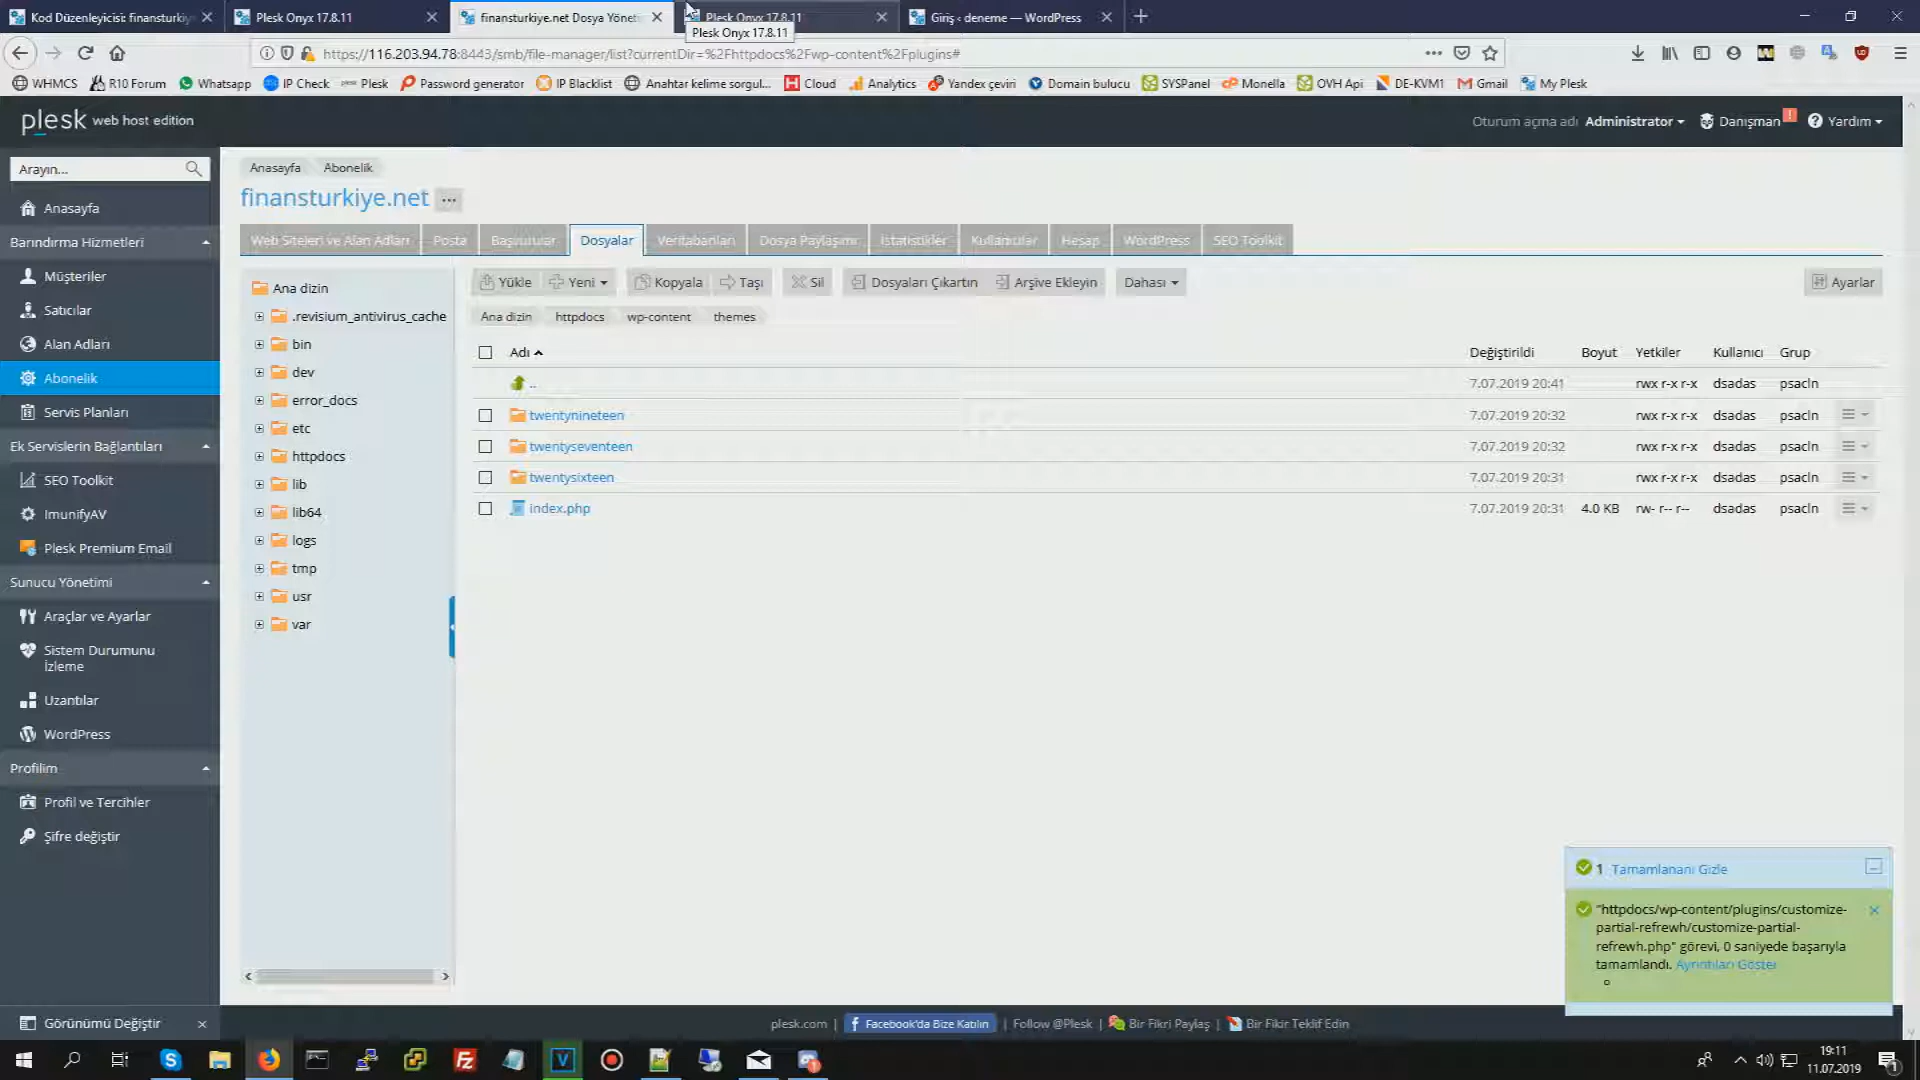 Kod Düzenleyicisi: finansturkiy
Plesk Onyx 17.8.11
finansturkiye.net Dosya Yönet
Plesk Onyx 17.8.11
Giriş ‹ deneme — WordPress
Plesk Onyx 17.8.11
https://116.203.94.78:8443/smb/file-manager/list?currentDir=%2Fhttpdocs%2Fwp-content%2Fplugins#
WHMCS
R10 Forum
Whatsapp
IP Check
Plesk
Password generator
IP Blacklist
Anahtar kelime sorgul...
Cloud
Analytics
Yandex çeviri
Domain bulucu
SYSPanel
Monella
OVH Api
DE-KVM1
Gmail
My Plesk
plesk web host edition
Oturum açma adı Administrator
Danışman
Yardım
Arayın...
Anasayfa
Barındırma Hizmetleri
Müşteriler
Satıcılar
Alan Adları
Abonelik
Servis Planları
Ek Servislerin Bağlantıları
SEO Toolkit
ImunifyAV
Plesk Premium Email
Sunucu Yönetimi
Araçlar ve Ayarlar
Sistem Durumunu
İzleme
Uzantılar
WordPress
Profilim
Profil ve Tercihler
Şifre değiştir
Görünümü Değiştir
Anasayfa Abonelik
finansturkiye.net
Web Siteleri ve Alan Adları Posta Başvurular Dosyalar Veritabanları Dosya Paylaşımı İstatistikler Kullanıcılar Hesap WordPress SEO Toolkit
Ana dizin
.revisium_antivirus_cache
bin
dev
error_docs
etc
httpdocs
lib
lib64
logs
tmp
usr
var
Yükle Yeni Kopyala Taşı Sil Dosyaları Çıkartın Arşive Ekleyin Dahası Ayarlar
Ana dizin httpdocs wp-content themes
Adı Değiştirildi Boyut Yetkiler Kullanıcı Grup
.. 7.07.2019 20:41 rwx r-x r-x dsadas psacln
twentynineteen 7.07.2019 20:32 rwx r-x r-x dsadas psacln
twentyseventeen 7.07.2019 20:32 rwx r-x r-x dsadas psacln
twentysixteen 7.07.2019 20:31 rwx r-x r-x dsadas psacln
index.php 7.07.2019 20:31 4.0 KB rw- r-- r-- dsadas psacln
1 Tamamlananı Gizle
"httpdocs/wp-content/plugins/customize-
partial-refrewh/customize-partial-
refrewh.php" görevi, 0 saniyede başarıyla
tamamlandı. Ayrıntıları Göster
plesk.com | Facebook'da Bize Katılın | Follow @Plesk | Bir Fikri Paylaş | Bir Fikir Teklif Edin
19:11
11.07.2019